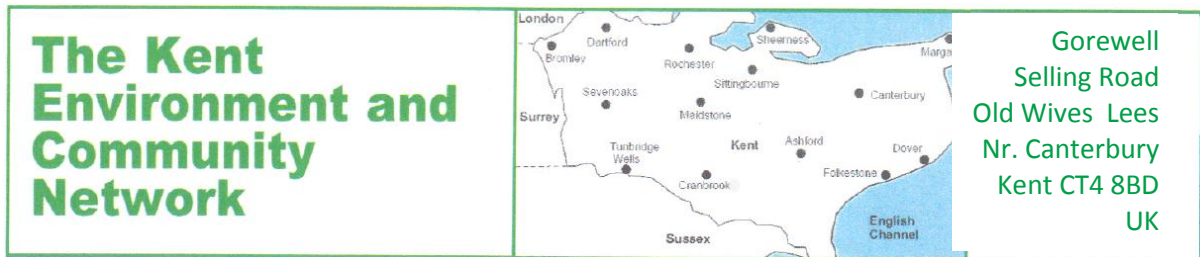 The Kent
Environment and
Community
Network
London
Dartford
Sheerness
Bromley
Rochester
Marga
Sittingbourne
Sevenoaks
Canterbury
Surrey
Maidstone
Tunbridge
Wells
Kent
Ashford
Dover
Cranbrook
Folkestone
English
Channel
Sussex
Gorewell
Selling Road
Old Wives Lees
Nr. Canterbury
Kent CT4 8BD
UK